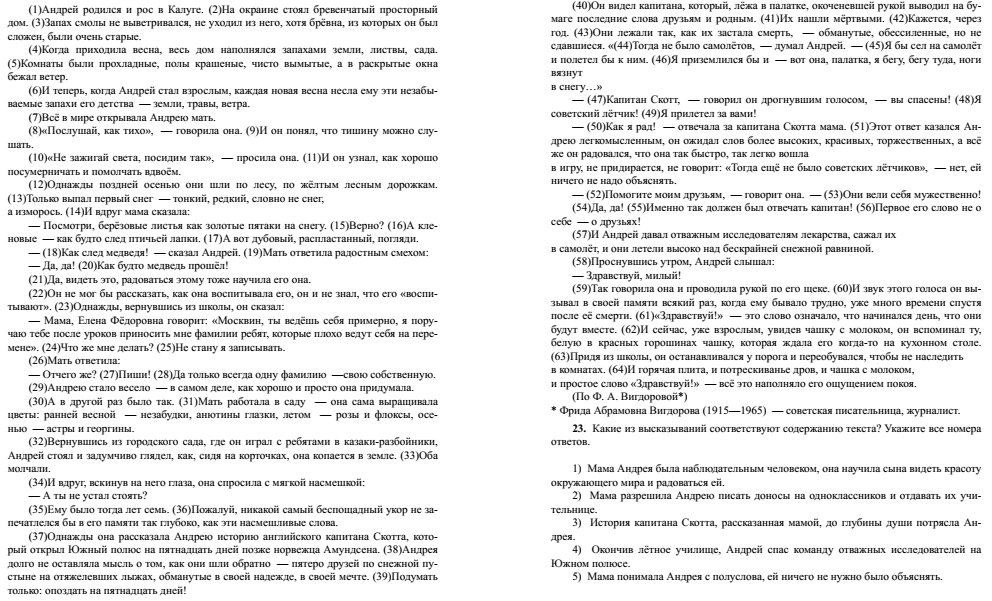 (1)Андрей родился и рос в Калуге. (2)На окраине стоял бревенчатый просторный
дом. (3)Запах смолы не выветривался, не уходил из него, хотя брёвна, из которых он был
сложен, были очень старые.
(4)Когда приходила весна, весь дом наполнялся запахами земли, листвы, сада.
(5)Комнаты были прохладные, полы крашеные, чисто вымытые, а в раскрытые окна
бежал ветер.
(6)И теперь, когда Андрей стал взрослым, каждая новая весна несла ему эти незабы-
ваемые запахи его детства — земли, травы, ветра.
(7)Всё в мире открывала Андрею мать.
(8)«Послушай, как тихо», — говорила она. (9)И он понял, что тишину можно слу-
шать.
(10)«Не зажигай света, посидим так», — просила она. (11)И он узнал, как хорошо
посумерничать и помолчать вдвоём.
(12)Однажды поздней осенью они шли по лесу, по жёлтым лесным дорожкам.
(13)Только выпал первый снег — тонкий, редкий, словно не снег,
а изморось. (14)И вдруг мама сказала:
— Посмотри, берёзовые листья как золотые пятаки на снегу. (15)Верно? (16)А кле-
новые — как будто след птичьей лапки. (17)А вот дубовый, распластанный, погляди.
— (18)Как след медведя! — сказал Андрей. (19)Мать ответила радостным смехом:
— Да, да! (20)Как будто медведь прошёл!
(21)Да, видеть это, радоваться этому тоже научила его она.
(22)Он не мог бы рассказать, как она воспитывала его, он и не знал, что его «воспи-
тывают». (23)Однажды, вернувшись из школы, он сказал:
— Мама, Елена Фёдоровна говорит: «Москвин, ты ведёшь себя примерно, я пору-
чаю тебе после уроков приносить мне фамилии ребят, которые плохо ведут себя на пере-
мене». (24)Что же мне делать? (25)Не стану я записывать.
(26)Мать ответила:
— Отчего же? (27)Пиши! (28)Да только всегда одну фамилию —свою собственную.
(29)Андрею стало весело — в самом деле, как хорошо и просто она придумала.
(30)А в другой раз было так. (31)Мать работала в саду — она сама выращивала
цветы: ранней весной — незабудки, анютины глазки, летом — розы и флоксы, осе-
нью — астры и георгины.
(32)Вернувшись из городского сада, где он играл с ребятами в казаки-разбойники,
Андрей стоял и задумчиво глядел, как, сидя на корточках, она копается в земле. (33)Оба
молчали.
(34)И вдруг, вскинув на него глаза, она спросила с мягкой насмешкой:
— А ты не устал стоять?
(35)Ему было тогда лет семь. (36)Пожалуй, никакой самый беспощадный укор не за-
печатлелся бы в его памяти так глубоко, как эти насмешливые слова.
(37)Однажды она рассказала Андрею историю английского капитана Скотта, кото-
рый открыл Южный полюс на пятнадцать дней позже норвежца Амундсена. (38)Андрея
долго не оставляла мысль о том, как они шли обратно — пятеро друзей по снежной пу-
стыне на отяжелевших лыжах, обманутые в своей надежде, в своей мечте. (39)Подумать
только: опоздать на пятнадцать дней!
(40)Он видел капитана, который, лёжа в палатке, окоченевшей рукой выводил на бу-
маге последние слова друзьям и родным. (41)Их нашли мёртвыми. (42)Кажется, через
год. (43)Они лежали так, как их застала смерть, — обманутые, обессиленные, но не
сдавшиеся. «(44)Тогда не было самолётов, — думал Андрей. — (45)Я бы сел на самолёт
и полетел бы к ним. (46)Я приземлился бы и — вот она, палатка, я бегу, бегу туда, ноги
вязнут
в снегу…»
— (47)Капитан Скотт, — говорил он дрогнувшим голосом, — вы спасены! (48)Я
советский лётчик! (49)Я прилетел за вами!
— (50)Как я рад! — отвечала за капитана Скотта мама. (51)Этот ответ казался Ан-
дрею легкомысленным, он ожидал слов более высоких, красивых, торжественных, а всё
же он радовался, что она так быстро, так легко вошла
в игру, не придирается, не говорит: «Тогда ещё не было советских лётчиков», — нет, ей
ничего не надо объяснять.
— (52)Помогите моим друзьям, — говорит она. — (53)Они вели себя мужественно!
(54)Да, да! (55)Именно так должен был отвечать капитан! (56)Первое его слово не о
себе — о друзьях!
(57)И Андрей давал отважным исследователям лекарства, сажал их
в самолёт, и они летели высоко над бескрайней снежной равниной.
(58)Проснувшись утром, Андрей слышал:
— Здравствуй, милый!
(59)Так говорила она и проводила рукой по его щеке. (60)И звук этого голоса он вы-
зывал в своей памяти всякий раз, когда ему бывало трудно, уже много времени спустя
после её смерти. (61)«Здравствуй!» — это слово означало, что начинался день, что они
будут вместе. (62)И сейчас, уже взрослым, увидев чашку с молоком, он вспоминал ту,
белую в красных горошинах чашку, которая ждала его когда-то на кухонном столе.
(63)Придя из школы, он останавливался у порога и переобувался, чтобы не наследить
в комнатах. (64)И горячая плита, и потрескиванье дров, и чашка с молоком,
и простое слово «Здравствуй!» — всё это наполняло его ощущением покоя.
(По Ф. А. Вигдоровой*)
* Фрида Абрамовна Вигдорова (1915—1965) — советская писательница, журналист.
23. Какие из высказываний соответствуют содержанию текста? Укажите все номера
ответов.
1) Мама Андрея была наблюдательным человеком, она научила сына видеть красоту
окружающего мира и радоваться ей.
2) Мама разрешила Андрею писать доносы на одноклассников и отдавать их учи-
тельнице.
3) История капитана Скотта, рассказанная мамой, до глубины души потрясла Ан-
дрея.
4) Окончив лётное училище, Андрей спас команду отважных исследователей на
Южном полюсе.
5) Мама понимала Андрея с полуслова, ей ничего не нужно было объяснять.